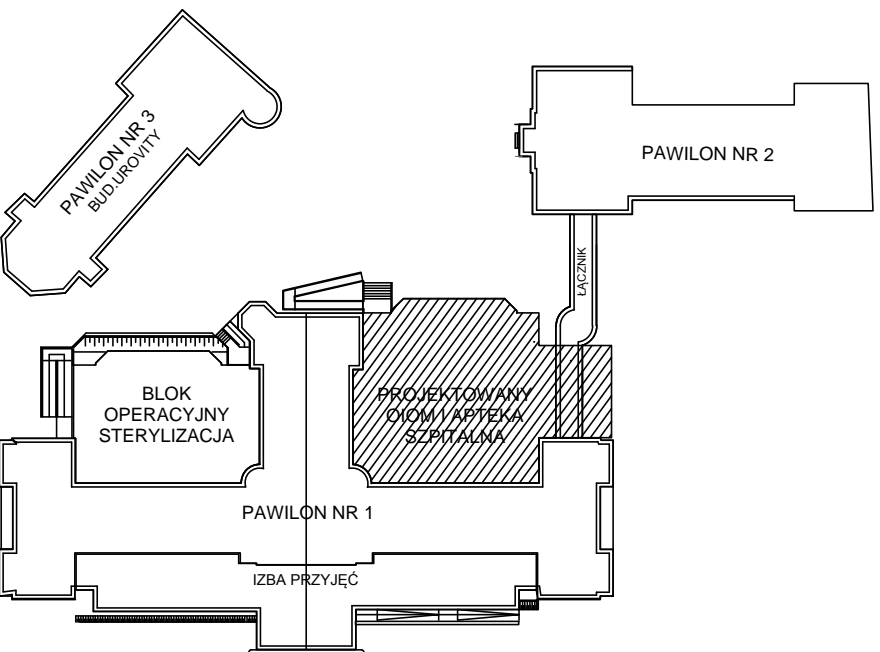 PAWILON NR 3
BUD.UROVITY
PAWILON NR 2
ŁĄCZNIK
BLOK
OPERACYJNY
STERYLIZACJA
PROJEKTOWANY
OIOM I APTEKA
SZPITALNA
PAWILON NR 1
IZBA PRZYJĘĆ